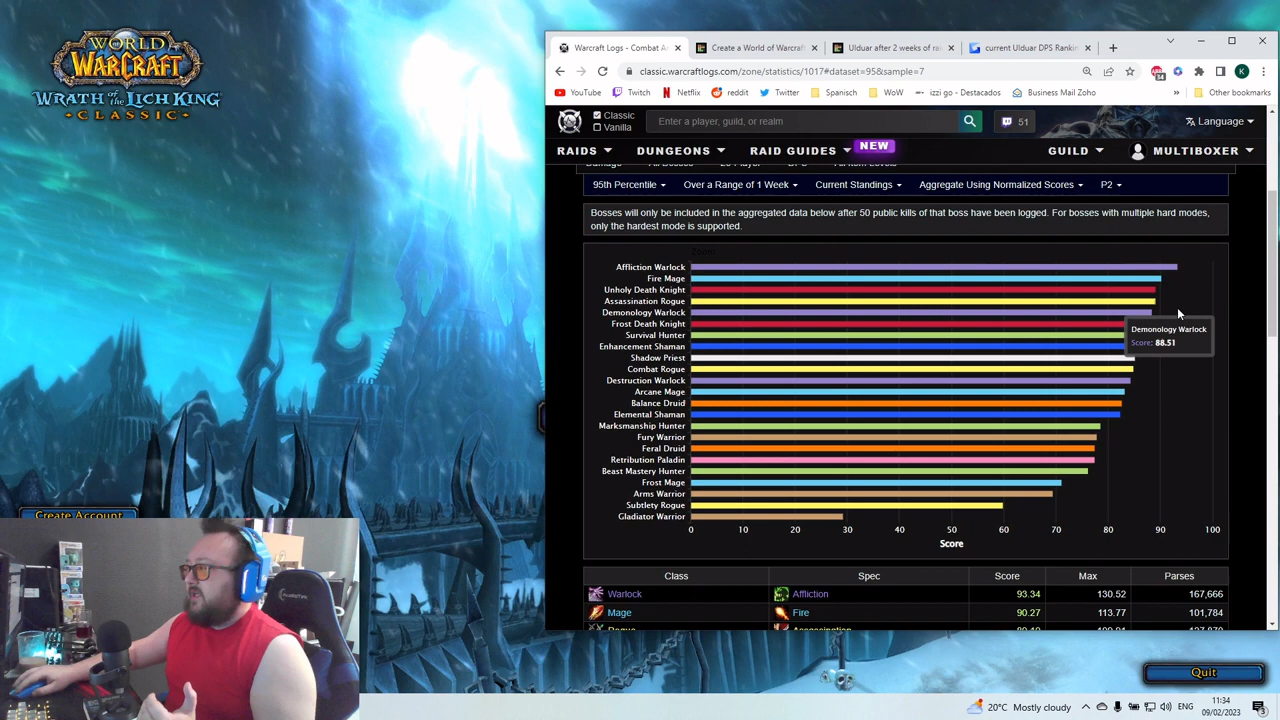 WORLD
OF
WARCRAFT
WRATH of the LICH KING
CLASSIC
Warcraft Logs - Combat A
Create a World of Warcraft
Ulduar after 2 weeks of ra
current Ulduar DPS Rankin
classic.warcraftlogs.com/zone/statistics/1017#dataset=95&sample=7
K
YouTube
Twitch
Netflix
reddit
Twitter
Spanisch
WoW
izzi go - Destacados
Business Mail Zoho
»
Other bookmarks
Classic
Vanilla
Enter a player, guild, or realm
51
Language
RAIDS
DUNGEONS
RAID GUIDES
NEW
GUILD
MULTIBOXER
95th Percentile
Over a Range of 1 Week
Current Standings
Aggregate Using Normalized Scores
P2
Bosses will only be included in the aggregated data below after 50 public kills of that boss have been logged. For bosses with multiple hard modes,
only the hardest mode is supported.
Zoom
Affliction Warlock
Fire Mage
Unholy Death Knight
Assassination Rogue
Demonology Warlock
Frost Death Knight
Survival Hunter
Enhancement Shaman
Shadow Priest
Combat Rogue
Destruction Warlock
Arcane Mage
Balance Druid
Elemental Shaman
Marksmanship Hunter
Fury Warrior
Feral Druid
Retribution Paladin
Beast Mastery Hunter
Frost Mage
Arms Warrior
Subtlety Rogue
Gladiator Warrior
Demonology Warlock
Score: 88.51
0 10 20 30 40 50 60 70 80 90 100
Score
Class Spec Score Max Parses
Warlock Affliction 93.34 130.52 167,666
Mage Fire 90.27 113.77 101,784
Create Account
Quit
20°C Mostly cloudy
ENG
11:34
09/02/2023
3